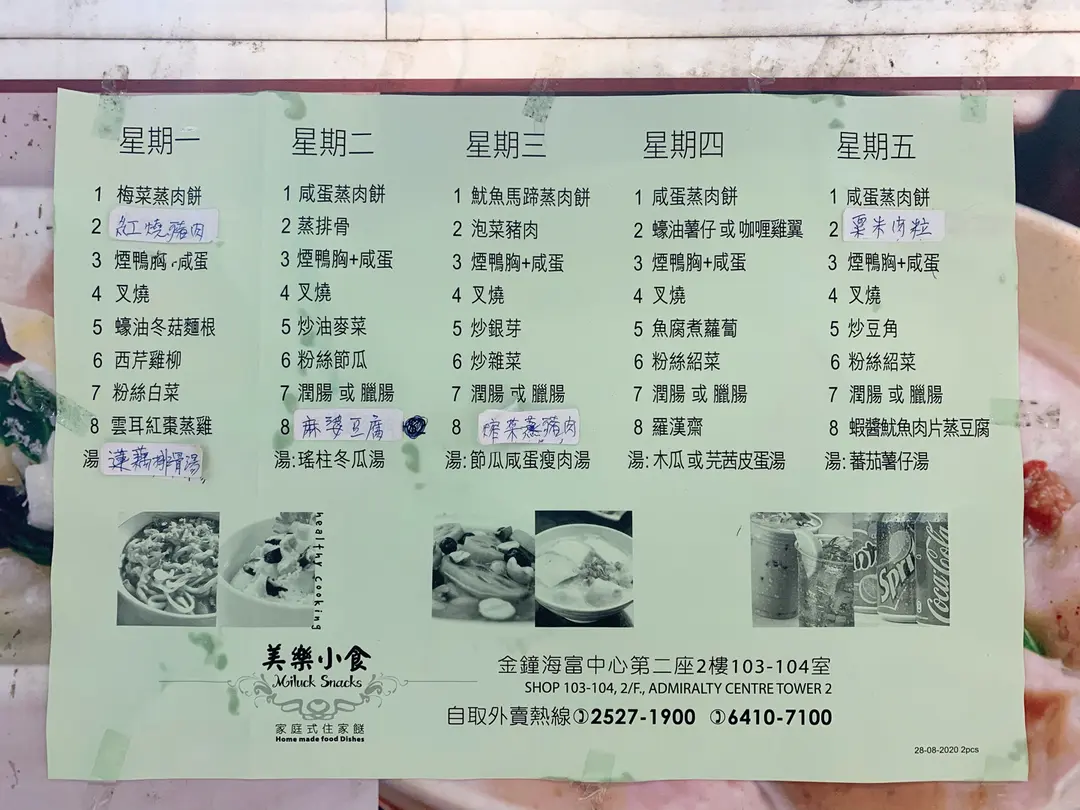 星期一
1 梅菜蒸肉餅
2 紅燒豬肉
3 煙鴨胸+咸蛋
4 叉燒
5 蠔油冬菇麵根
6 西芹雞柳
7 粉絲白菜
8 雲耳紅棗蒸雞
湯 蓮藕排骨湯
星期二
1 咸蛋蒸肉餅
2 蒸排骨
3 煙鴨胸+咸蛋
4 叉燒
5 炒油麥菜
6 粉絲節瓜
7 潤腸 或 臘腸
8 麻婆豆腐
湯: 瑤柱冬瓜湯
星期三
1 魷魚馬蹄蒸肉餅
2 泡菜豬肉
3 煙鴨胸+咸蛋
4 叉燒
5 炒銀芽
6 炒雜菜
7 潤腸 或 臘腸
8 榨菜蒸豬肉
湯: 節瓜咸蛋瘦肉湯
星期四
1 咸蛋蒸肉餅
2 蠔油薯仔 或 咖喱雞翼
3 煙鴨胸+咸蛋
4 叉燒
5 魚腐煮蘿蔔
6 粉絲紹菜
7 潤腸 或 臘腸
8 羅漢齋
湯: 木瓜 或 芫茜皮蛋湯
星期五
1 咸蛋蒸肉餅
2 粟米肉粒
3 煙鴨胸+咸蛋
4 叉燒
5 炒豆角
6 粉絲紹菜
7 潤腸 或 臘腸
8 蝦醬魷魚肉片蒸豆腐
湯: 蕃茄薯仔湯
healthy cooking
Sprite
Coca-Cola
美樂小食
Miluck Snacks
家庭式住家餸
Home made food Dishes
金鐘海富中心第二座2樓103-104室
SHOP 103-104, 2/F., ADMIRALTY CENTRE TOWER 2
自取外賣熱線 2527-1900 6410-7100
28-08-2020 2pcs